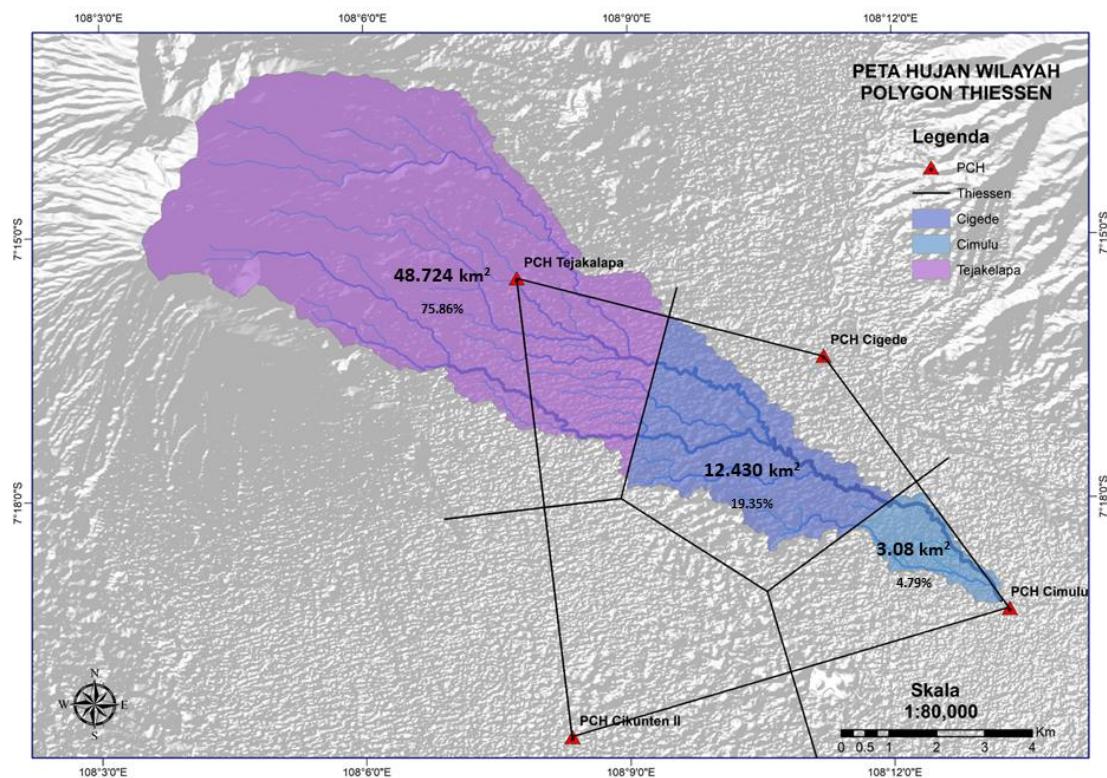 108°3'0"E 108°6'0"E 108°9'0"E 108°12'0"E
PETA HUJAN WILAYAH
POLYGON THIESSEN
Legenda
PCH
Thiessen
Cigede
Cimulu
Tejakelapa
7°15'0"S 7°15'0"S
PCH Tejakalapa
48.724 km²
75.86%
PCH Cigede
12.430 km²
19.35%
7°18'0"S 7°18'0"S
3.08 km²
4.79%
PCH Cimulu
N
W E
S
PCH Cikunten II
Skala
1:80,000
Km
0 0.5 1 2 3 4
108°3'0"E 108°6'0"E 108°9'0"E 108°12'0"E